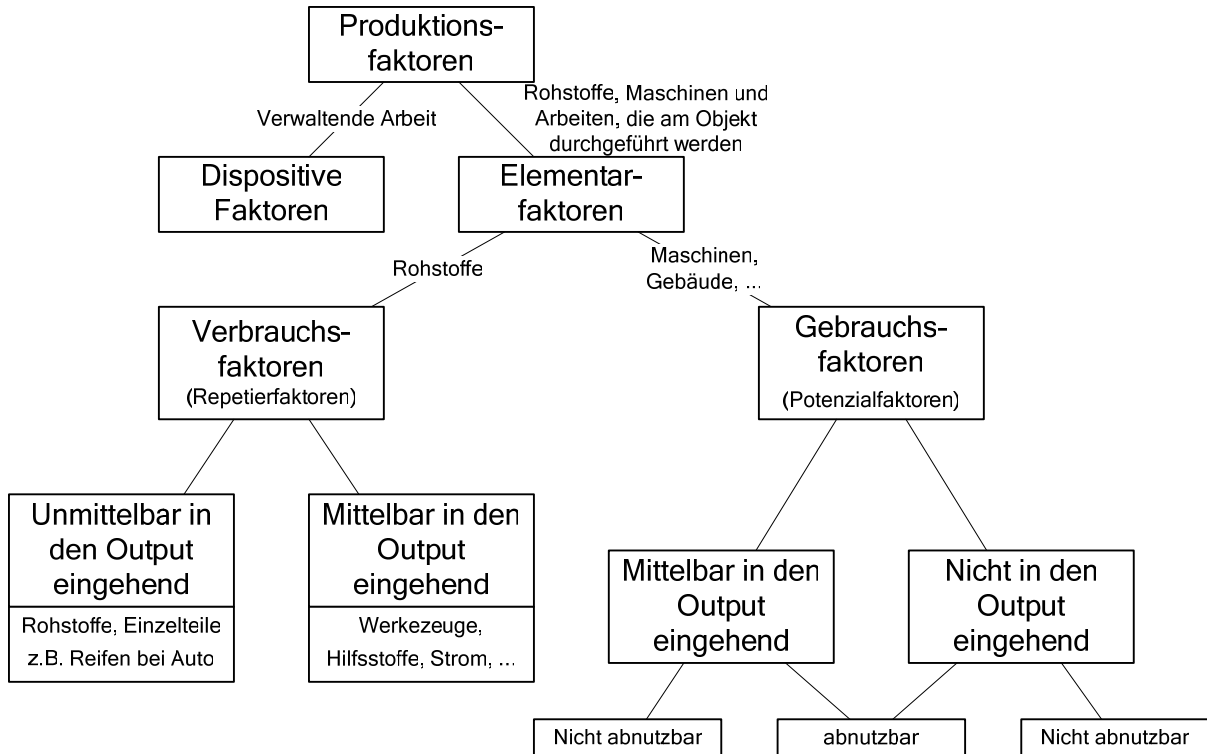 Produktions-
faktoren
Verwaltende Arbeit
Rohstoffe, Maschinen und
Arbeiten, die am Objekt
durchgeführt werden
Dispositive
Faktoren
Elementar-
faktoren
Rohstoffe
Maschinen,
Gebäude, ...
Verbrauchs-
faktoren
(Repetierfaktoren)
Gebrauchs-
faktoren
(Potenzialfaktoren)
Unmittelbar in
den Output
eingehend
Rohstoffe, Einzelteile
z.B. Reifen bei Auto
Mittelbar in den
Output
eingehend
Werkezeuge,
Hilfsstoffe, Strom, ...
Mittelbar in den
Output
eingehend
Nicht in den
Output
eingehend
Nicht abnutzbar
abnutzbar
Nicht abnutzbar